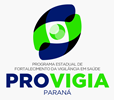 PROGRAMA ESTADUAL DE
FORTALECIMENTO DA VIGILÂNCIA EM SAÚDE
PROVIGIA
PARANÁ